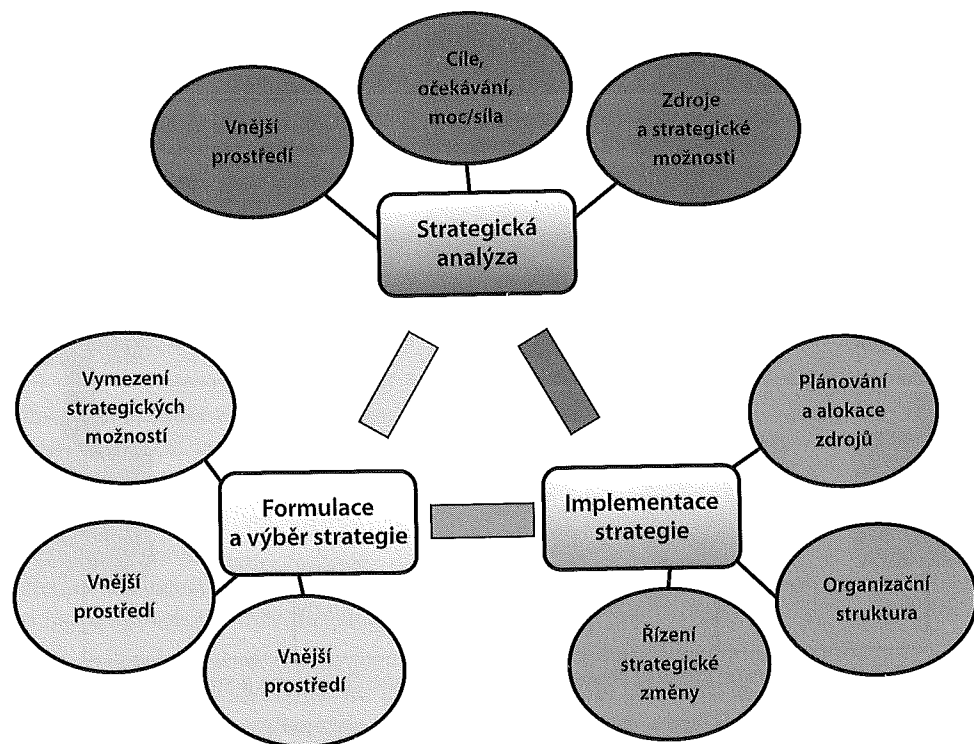 Cíle,
očekávání,
moc/síla
Vnější
prostředí
Zdroje
a strategické
možnosti
Strategická
analýza
Vymezení
strategických
možností
Plánování
a alokace
zdrojů
Formulace
a výběr strategie
Implementace
strategie
Vnější
prostředí
Organizační
struktura
Vnější
prostředí
Řízení
strategické
změny